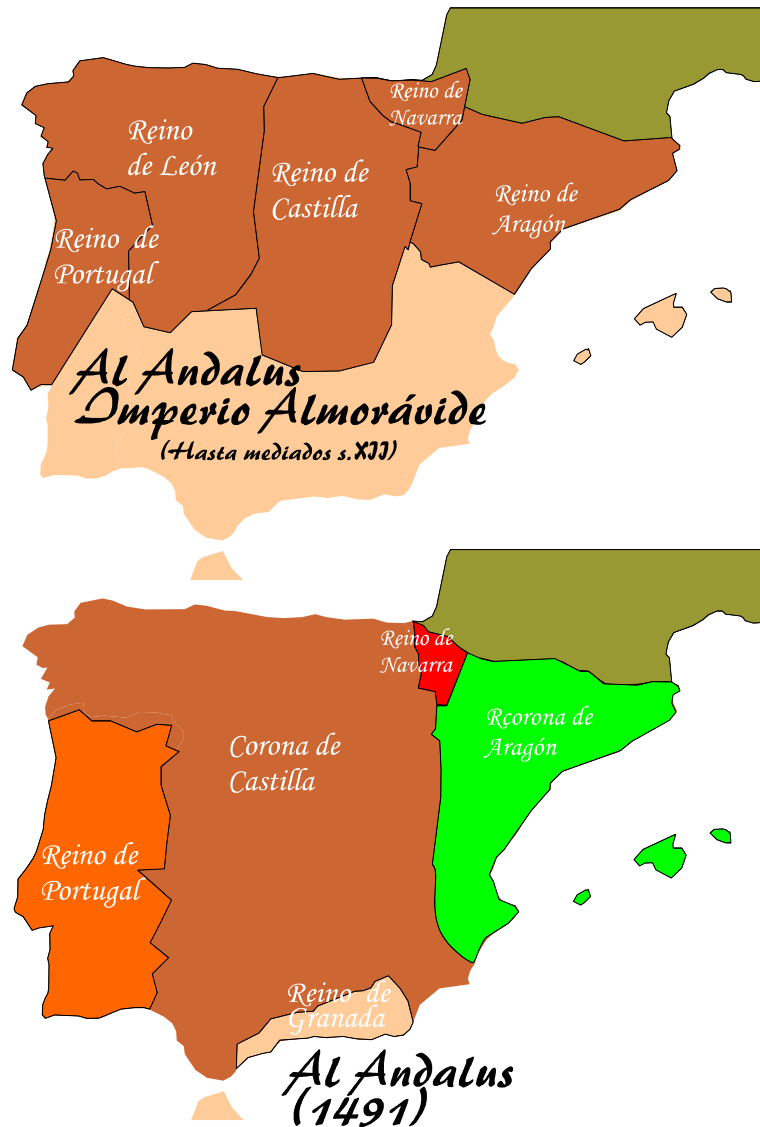 Reino de
Navarra
Reino
de León
Reino de
Castilla
Reino de
Aragón
Reino de
Portugal
Al Andalus
Imperio Almorávide
(Hasta mediados s.XII)
Reino de
Navarra
Rcorona de
Aragón
Corona de
Castilla
Reino de
Portugal
Reino de
Granada
Al Andalus
(1491)